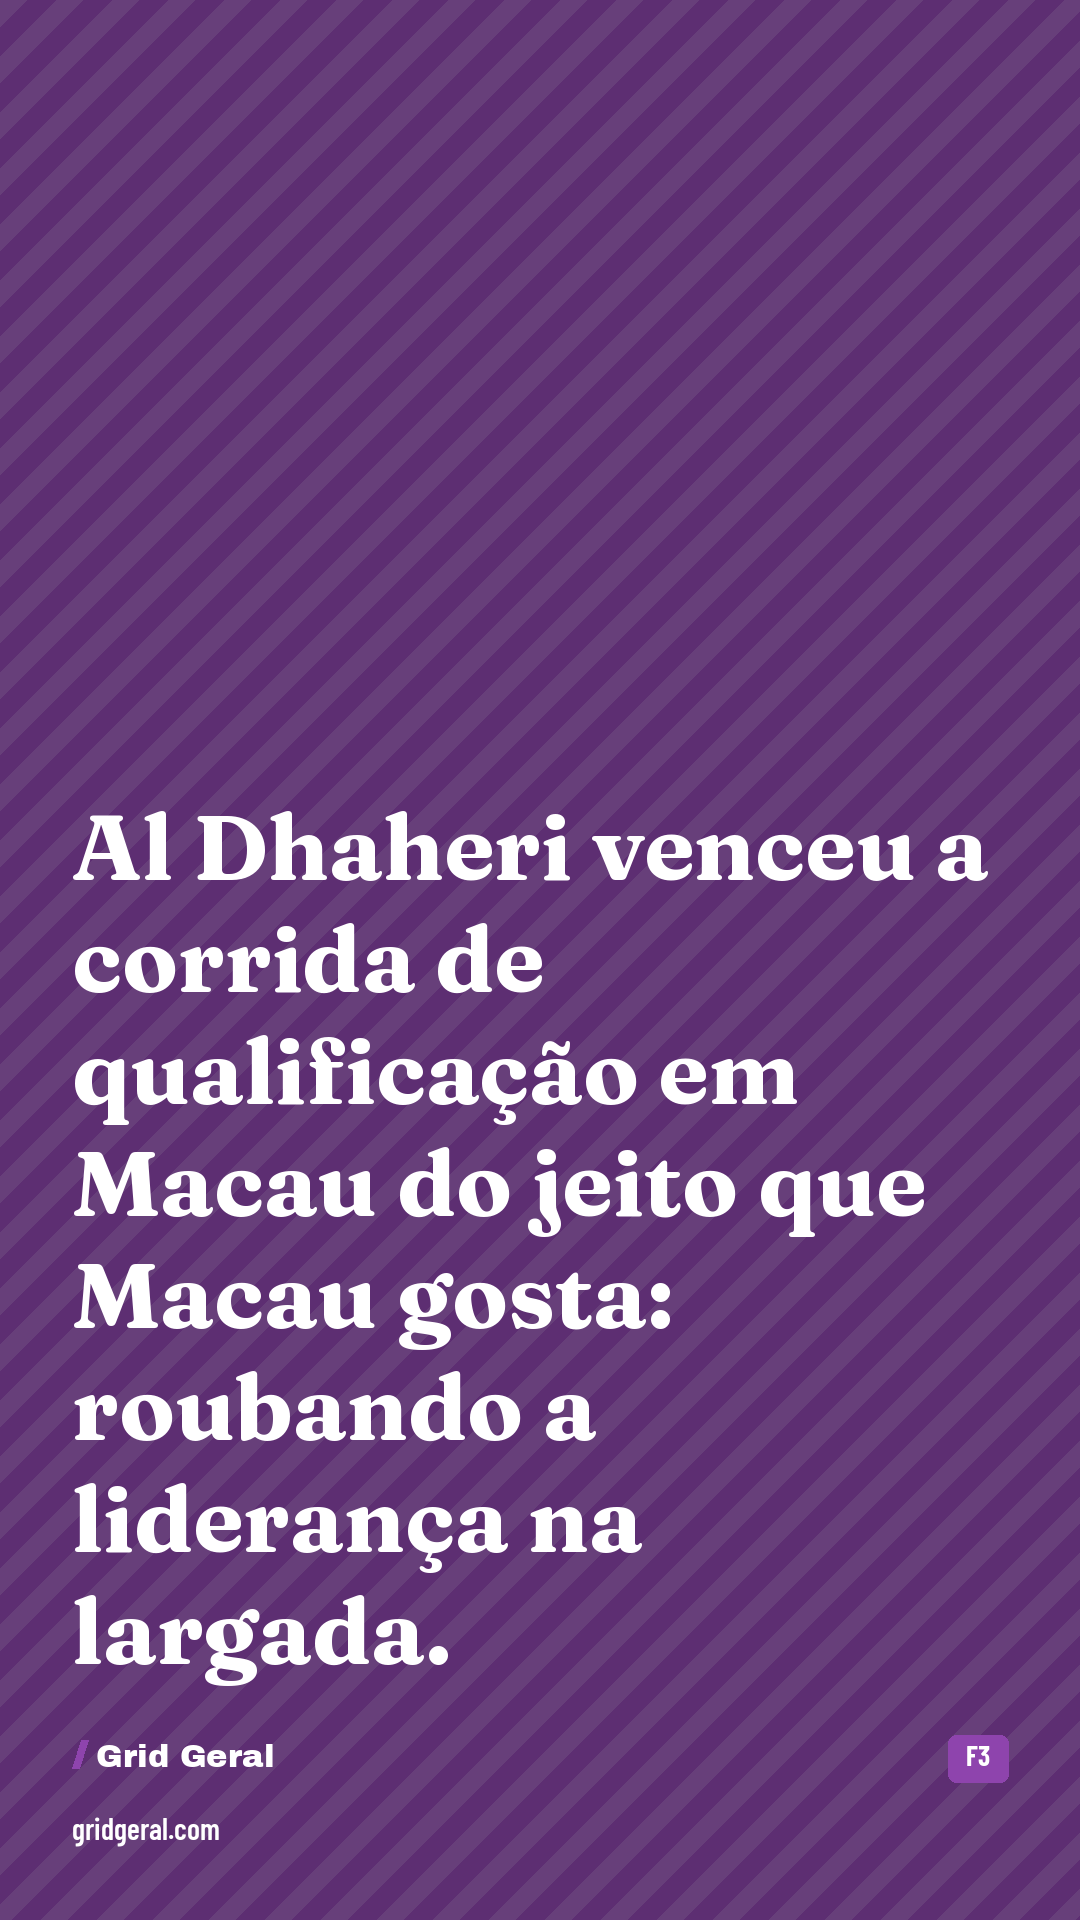 Al Dhaheri venceu a
corrida de
qualificação em
Macau do jeito que
Macau gosta:
roubando a
liderança na
largada.
Grid Geral
F3
gridgeral.com